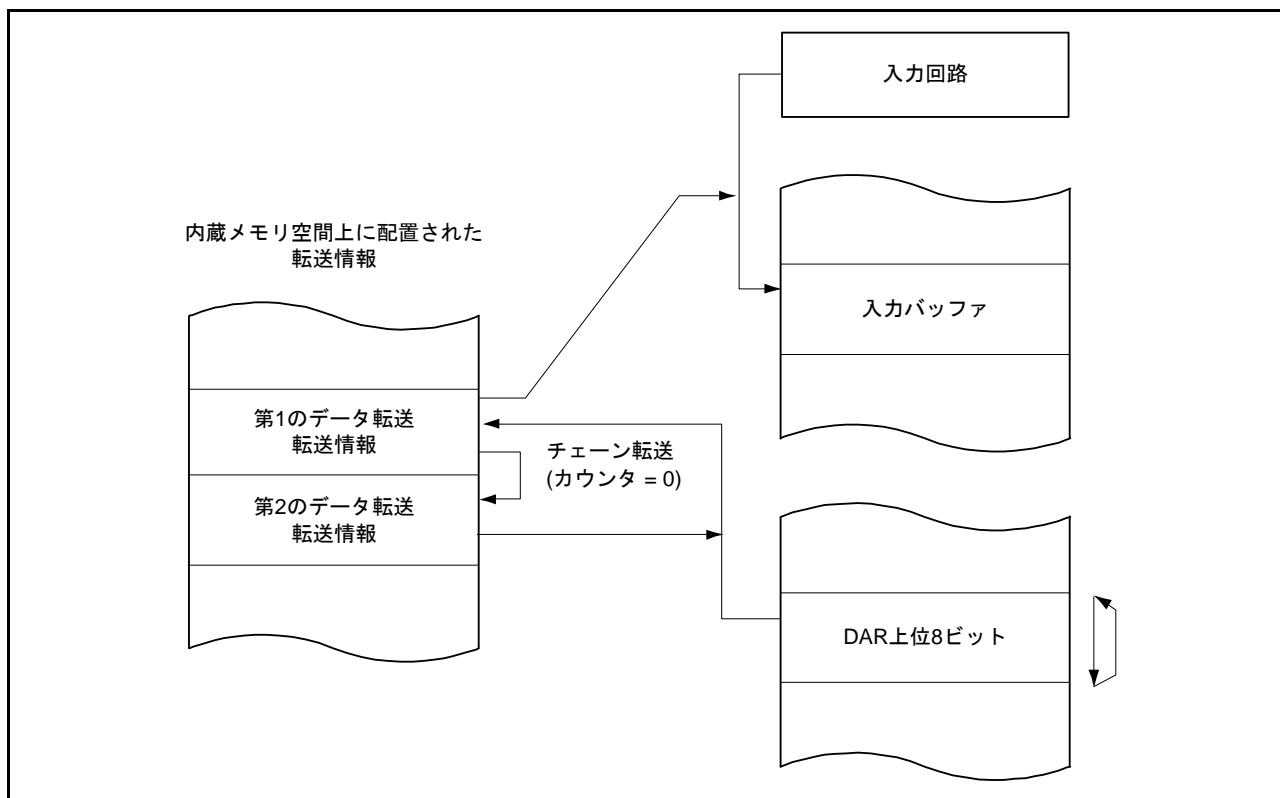 内蔵メモリ空間上に配置された
転送情報
第1のデータ転送
転送情報
チェーン転送
(カウンタ = 0)
第2のデータ転送
転送情報
入力回路
入力バッファ
DAR上位8ビット